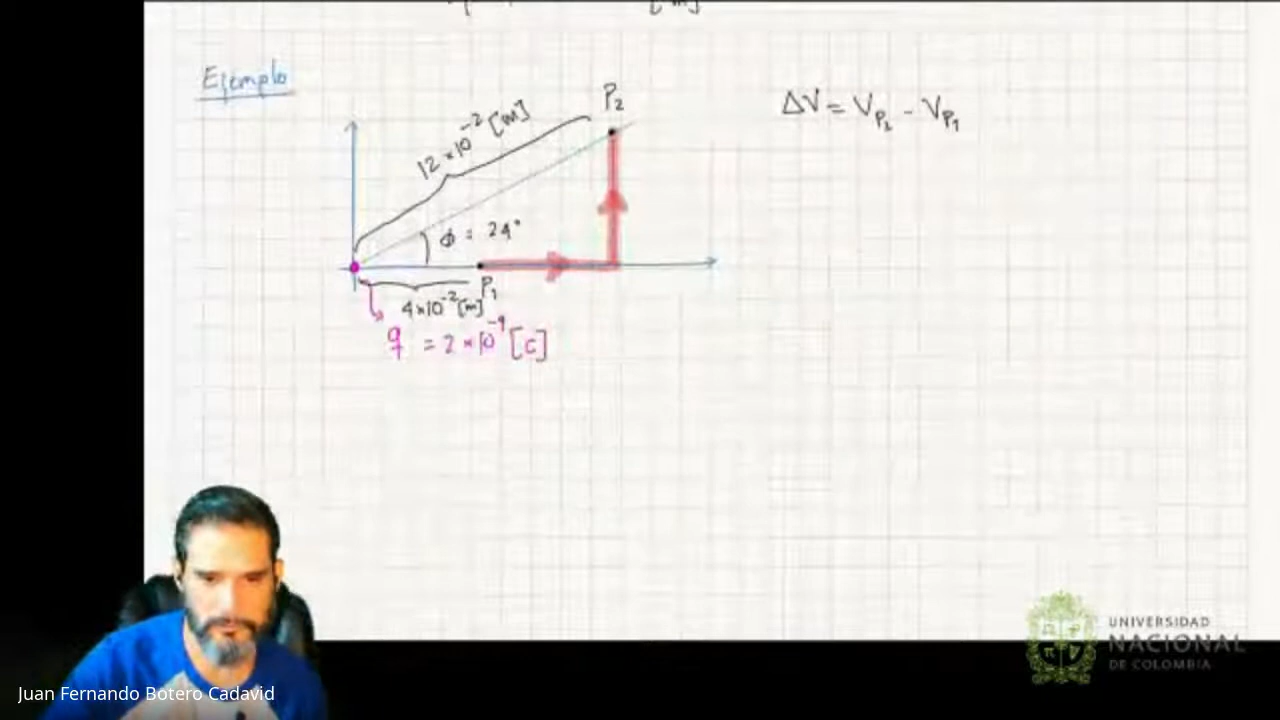 Ejemplo
P₂
ΔV = V_P₂ - V_P₁
12×10⁻² [m]
φ = 24°
P₁
4×10⁻²[m]
q = 2×10⁻⁹ [C]
UNIVERSIDAD
NACIONAL
DE COLOMBIA
Juan Fernando Botero Cadavid